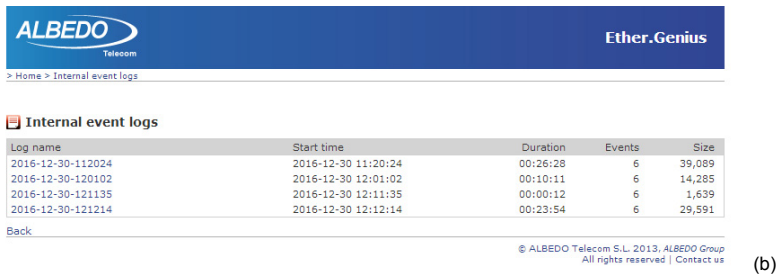 ALBEDO
Telecom
Ether.Genius
> Home > Internal event logs
Internal event logs
Log name Start time Duration Events Size
2016-12-30-112024 2016-12-30 11:20:24 00:26:28 6 39,089
2016-12-30-120102 2016-12-30 12:01:02 00:10:11 6 14,285
2016-12-30-121135 2016-12-30 12:11:35 00:00:12 6 1,639
2016-12-30-121214 2016-12-30 12:12:14 00:23:54 6 29,591
Back
© ALBEDO Telecom S.L. 2013, ALBEDO Group
All rights reserved | Contact us
(b)